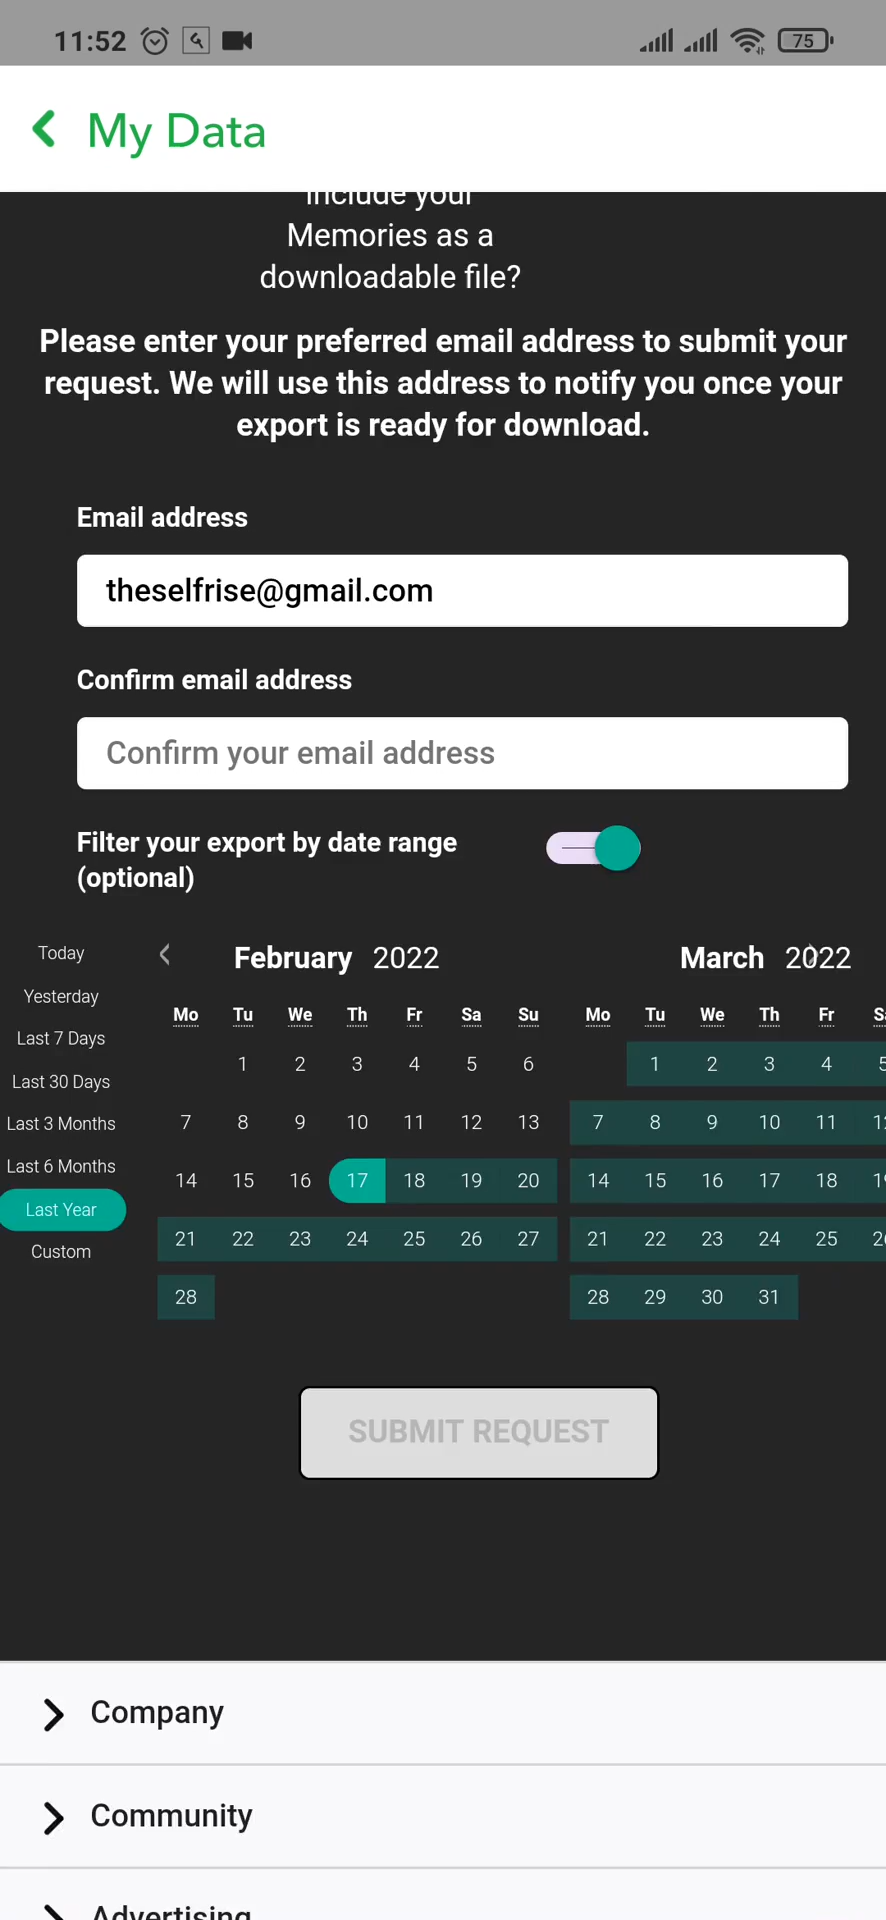 11:52
75
My Data
include your
Memories as a
downloadable file?
Please enter your preferred email address to submit your
request. We will use this address to notify you once your
export is ready for download.
Email address
theselfrise@gmail.com
Confirm email address
Confirm your email address
Filter your export by date range
(optional)
Today
Yesterday
Last 7 Days
Last 30 Days
Last 3 Months
Last 6 Months
Last Year
Custom
February 2022
Mo Tu We Th Fr Sa Su
1 2 3 4 5 6
7 8 9 10 11 12 13
14 15 16 17 18 19 20
21 22 23 24 25 26 27
28
March 2022
Mo Tu We Th Fr Sa
1 2 3 4 5
7 8 9 10 11 12
14 15 16 17 18 19
21 22 23 24 25 26
28 29 30 31
SUBMIT REQUEST
Company
Community
Advertising